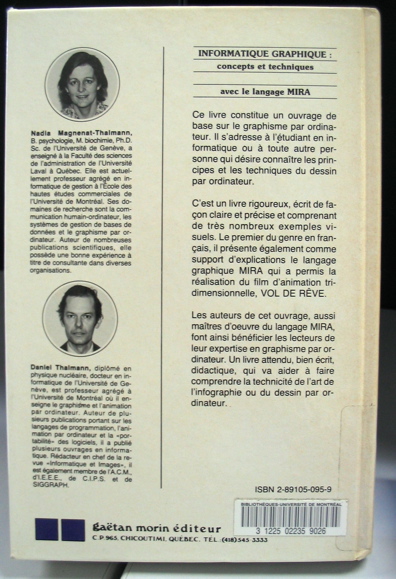 Nadia Magnenat-Thalmann,
B. psychologie, M. biochimie, Ph.D.
Sc. de l'Université de Genève, a
enseigné à la Faculté des sciences
de l'administration de l'Université
Laval à Québec. Elle est actuel-
lement professeur agrégé en infor-
matique de gestion à l'École des
hautes études commerciales de
l'Université de Montréal. Ses do-
maines de recherche sont la com-
munication humain-ordinateur, les
systèmes de gestion de bases de
données et le graphisme par or-
dinateur. Auteur de nombreuses
publications scientifiques, elle
possède une bonne expérience à
titre de consultante dans diverses
organisations.
Daniel Thalmann, diplômé en
physique nucléaire, docteur en in-
formatique de l'Université de Ge-
nève, est professeur agrégé à
l'Université de Montréal où il en-
seigne le graphisme et l'animation
par ordinateur. Auteur de plu-
sieurs publications portant sur les
langages de programmation, l'ani-
mation par ordinateur et la «por-
tabilité» des logiciels, il a publié
plusieurs ouvrages en informa-
tique. Rédacteur en chef de la re-
vue «Informatique et Images», il est
également membre de l'A.C.M.,
d'I.E.E.E., de C.I.P.S. et de
SIGGRAPH.
INFORMATIQUE GRAPHIQUE :
concepts et techniques
avec le langage MIRA
Ce livre constitue un ouvrage de
base sur le graphisme par ordina-
teur. Il s'adresse à l'étudiant en in-
formatique ou à toute autre per-
sonne qui désire connaître les prin-
cipes et les techniques du dessin
par ordinateur.
C'est un livre rigoureux, écrit de fa-
çon claire et précise et comprenant
de très nombreux exemples vi-
suels. Le premier du genre en fran-
çais, il présente également comme
support d'explications le langage
graphique MIRA qui a permis la
réalisation du film d'animation tri-
dimensionnelle, VOL DE RÊVE.
Les auteurs de cet ouvrage, aussi
maîtres d'oeuvre du langage MIRA,
font ainsi bénéficier les lecteurs de
leur expertise en graphisme par or-
dinateur. Un livre attendu, bien écrit,
didactique, qui va aider à faire
comprendre la technicité de l'art de
l'infographie ou du dessin par or-
dinateur.
ISBN 2-89105-095-9
BIBLIOTHÈQUES-UNIVERSITÉ DE MONTRÉAL
3 1225 02235 9026
gaëtan morin éditeur
C.P. 965, CHICOUTIMI, QUÉBEC, TÉL.: (418) 545-3333